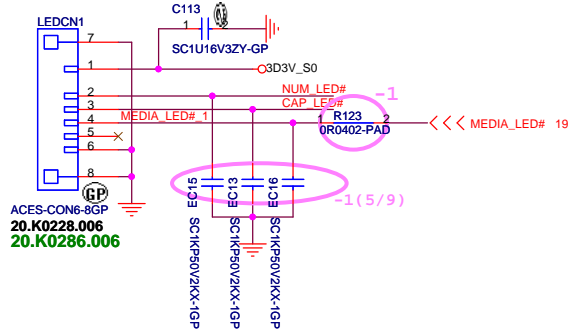 C113
LEDCN1
1
2
SC1U16V3ZY-GP
7
1
3D3V_S0
2
NUM_LED#
3
CAP_LED#
-1
4
MEDIA_LED#_1
1
R123
2
0R0402-PAD
MEDIA_LED# 19
5
6
8
GP
EC15
EC13
EC16
-1(5/9)
ACES-CON6-8GP
20.K0228.006
20.K0286.006
SC1KP50V2KX-1GP
SC1KP50V2KX-1GP
SC1KP50V2KX-1GP